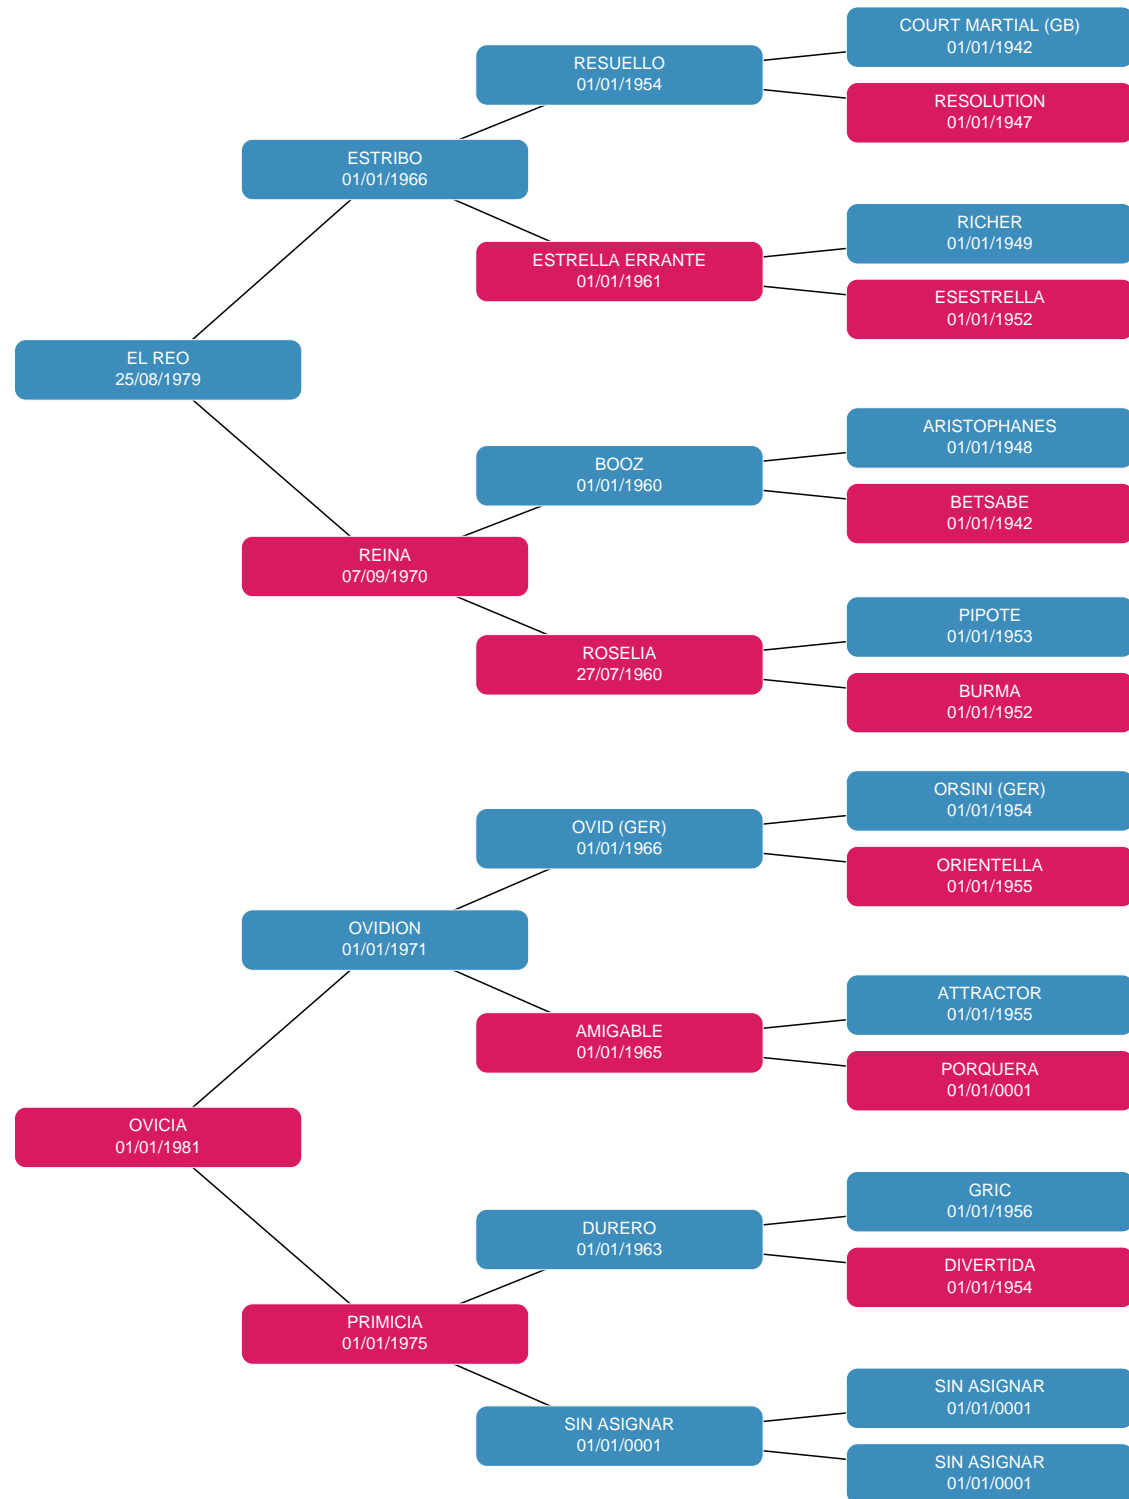 COURT MARTIAL (GB)
01/01/1942
RESUELLO
01/01/1954
RESOLUTION
01/01/1947
ESTRIBO
01/01/1966
RICHER
01/01/1949
ESTRELLA ERRANTE
01/01/1961
ESESTRELLA
01/01/1952
EL REO
25/08/1979
ARISTOPHANES
01/01/1948
BOOZ
01/01/1960
BETSABE
01/01/1942
REINA
07/09/1970
PIPOTE
01/01/1953
ROSELIA
27/07/1960
BURMA
01/01/1952
ORSINI (GER)
01/01/1954
OVID (GER)
01/01/1966
ORIENTELLA
01/01/1955
OVIDION
01/01/1971
ATTRACTOR
01/01/1955
AMIGABLE
01/01/1965
PORQUERA
01/01/0001
OVICIA
01/01/1981
GRIC
01/01/1956
DURERO
01/01/1963
DIVERTIDA
01/01/1954
PRIMICIA
01/01/1975
SIN ASIGNAR
01/01/0001
SIN ASIGNAR
01/01/0001
SIN ASIGNAR
01/01/0001